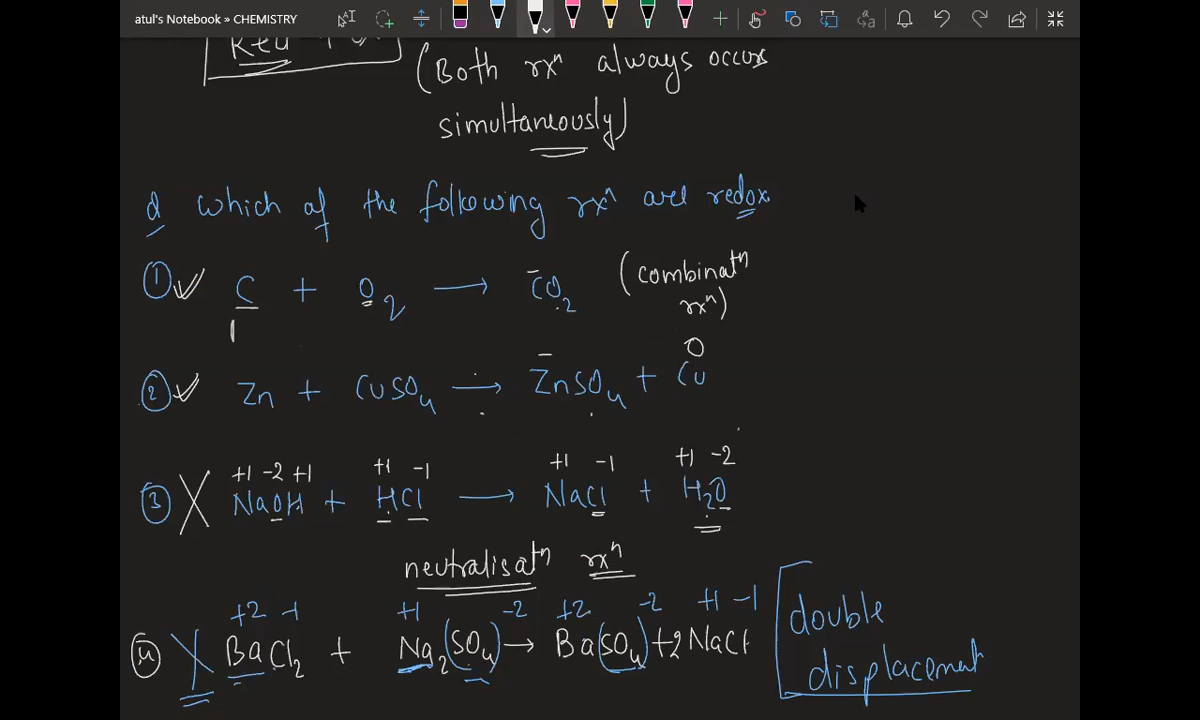 atul's Notebook » CHEMISTRY
(Both rxⁿ always occurs
simultaneously)
Q which of the following rxⁿ are redox
① ✓ C + O₂ → CO₂ (combinatⁿ
rxⁿ)
0
② ✓ Zn + CuSO₄ → ZnSO₄ + Cu
+1 -2 +1 +1 -1 +1 -1 +1 -2
③ X NaOH + HCl → NaCl + H₂O
neutralisatⁿ rxⁿ
+2 -1 +1 -2 +2 -2 +1 -1
④ X BaCl₂ + Na₂(SO₄) → Ba(SO₄) + 2NaCl
double
displacement